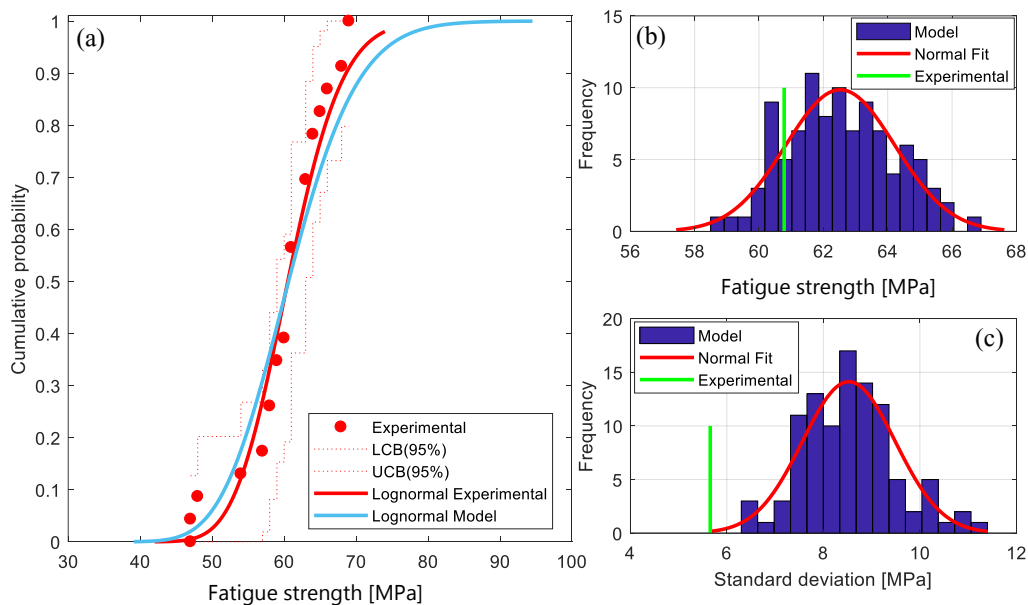 (a)
Cumulative probability
1
0.9
0.8
0.7
0.6
0.5
0.4
0.3
0.2
0.1
0
30
40
50
60
70
80
90
100
Fatigue strength [MPa]
Experimental
LCB(95%)
UCB(95%)
Lognormal Experimental
Lognormal Model
(b)
Frequency
15
10
5
0
56
58
60
62
64
66
68
Fatigue strength [MPa]
Model
Normal Fit
Experimental
(c)
Frequency
20
15
10
5
0
4
6
8
10
12
Standard deviation [MPa]
Model
Normal Fit
Experimental